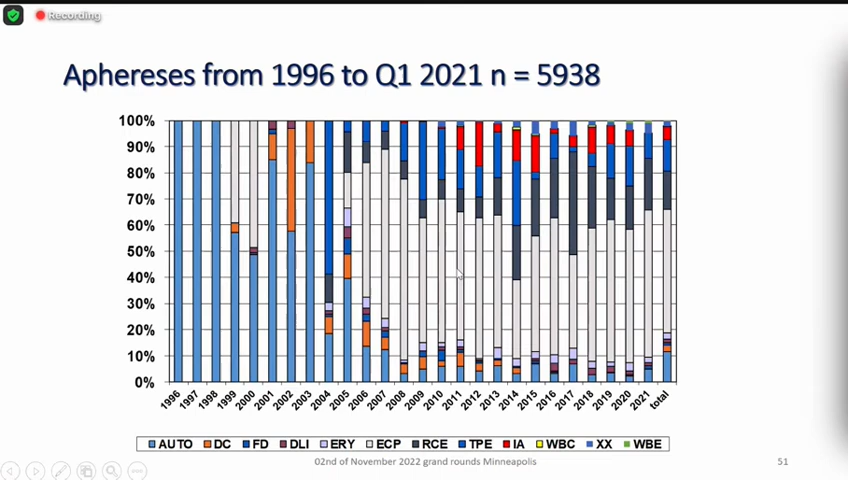 Recording
Aphereses from 1996 to Q1 2021 n = 5938
100%
90%
80%
70%
60%
50%
40%
30%
20%
10%
0%
1996 1997 1998 1999 2000 2001 2002 2003 2004 2005 2006 2007 2008 2009 2010 2011 2012 2013 2014 2015 2016 2017 2018 2019 2020 2021 total
AUTO DC FD DLI ERY ECP RCE TPE IA WBC XX WBE
02nd of November 2022 grand rounds Minneapolis
51